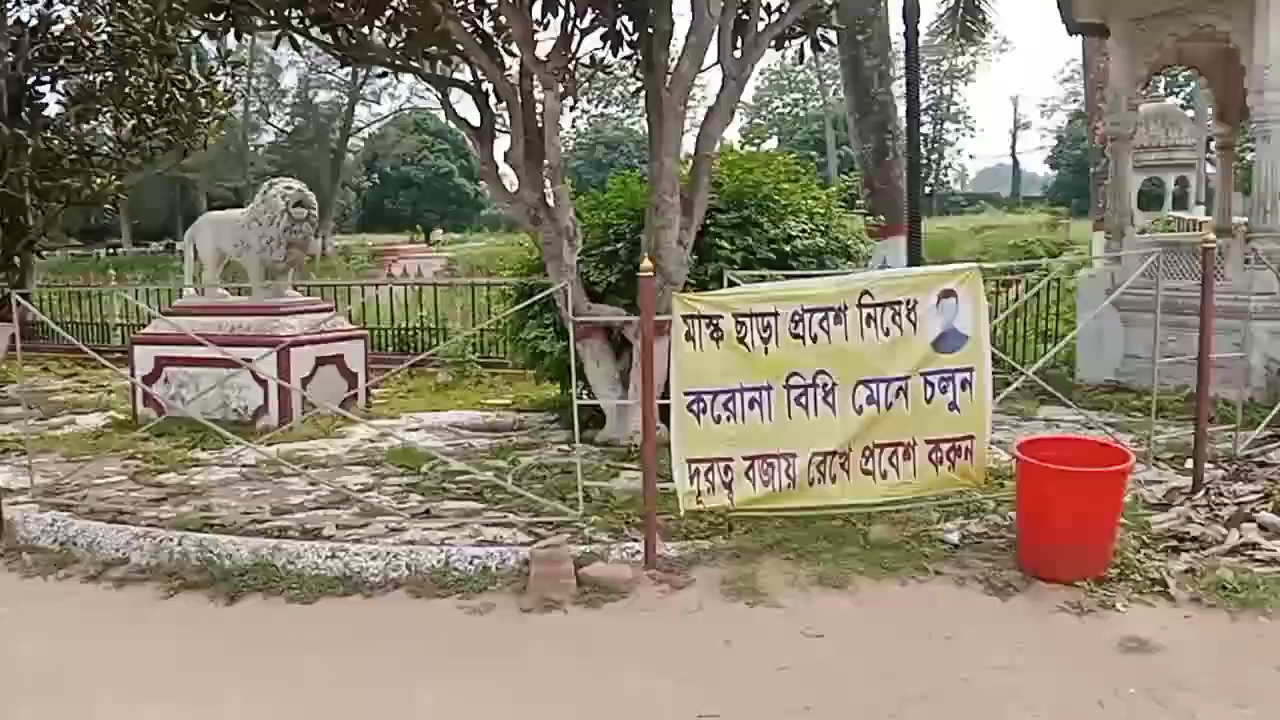 মাস্ক ছাড়া প্রবেশ নিষেধ
করোনা বিধি মেনে চলুন
দূরত্ব বজায় রেখে প্রবেশ করুন